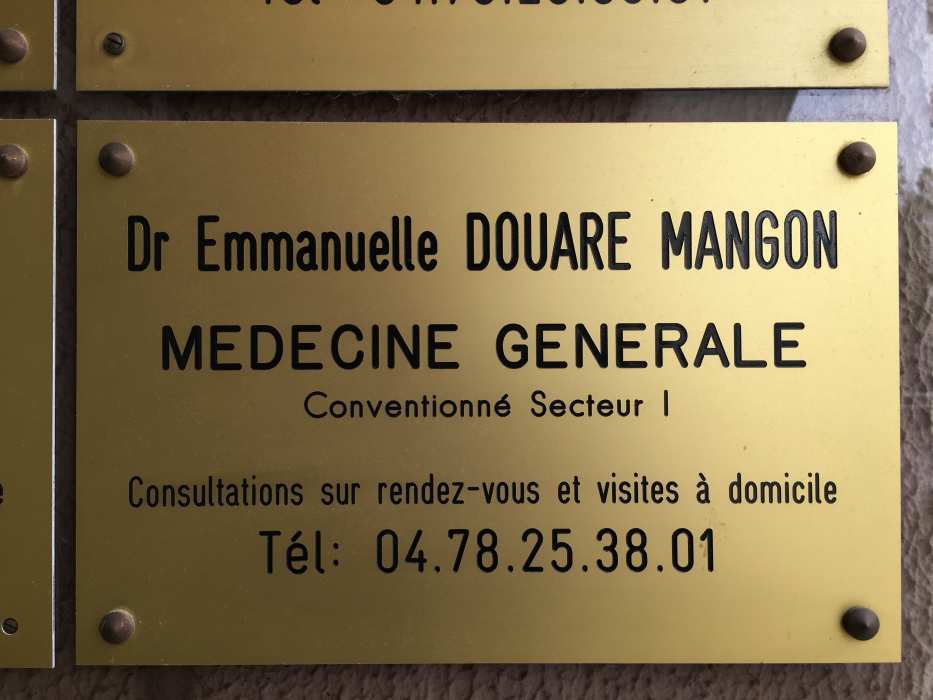 Dr Emmanuelle DOUARE MANGON
MEDECINE GENERALE
Conventionné Secteur I
Consultations sur rendez-vous et visites à domicile
Tél: 04.78.25.38.01